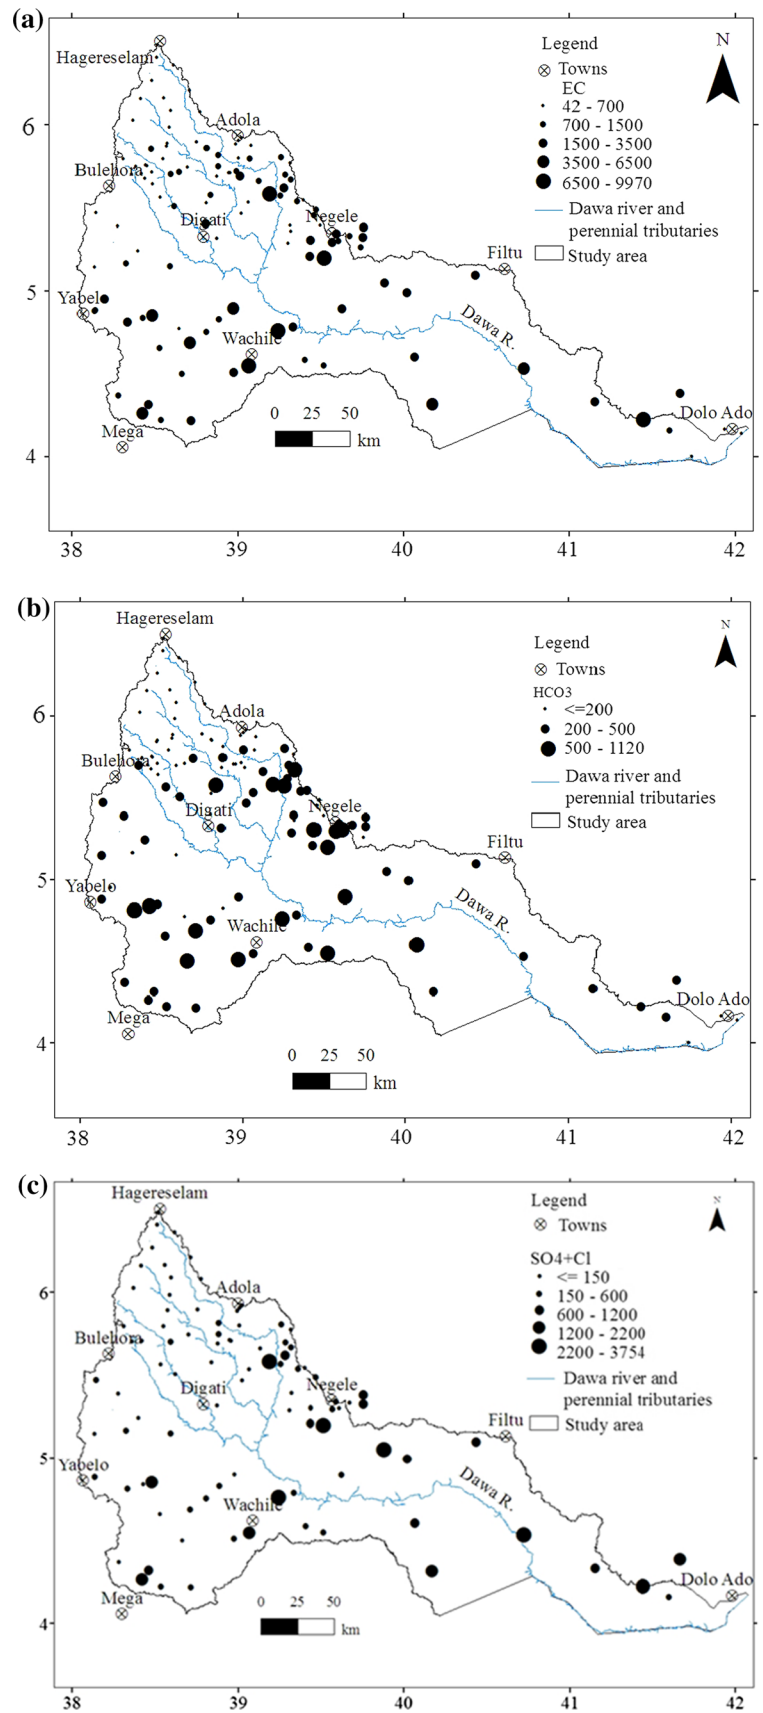 (a)
Legend
Towns
EC
42 - 700
700 - 1500
1500 - 3500
3500 - 6500
6500 - 9970
Dawa river and
perennial tributaries
Study area
N
Hagereselam
Adola
6
Bulehora
Digati
Negele
Filtu
5
Yabelo
Dawa R.
Wachile
0 25 50
km
Dolo Ado
Mega
4
38 39 40 41 42
(b)
Hagereselam
N
Legend
Towns
HCO3
<=200
200 - 500
500 - 1120
Dawa river and
perennial tributaries
Study area
Adola
6
Bulehora
Digati
Negele
Filtu
5
Yabelo
Dawa R.
Wachile
Dolo Ado
Mega
4
0 25 50
km
38 39 40 41 42
(c)
Hagereselam
N
Legend
Towns
SO4+Cl
<= 150
150 - 600
600 - 1200
1200 - 2200
2200 - 3754
Dawa river and
perennial tributaries
Study area
Adola
6
Bulehora
Digati
Negele
Filtu
5
Yabelo
Dawa R.
Wachile
Dolo Ado
Mega
0 25 50
km
4
38 39 40 41 42